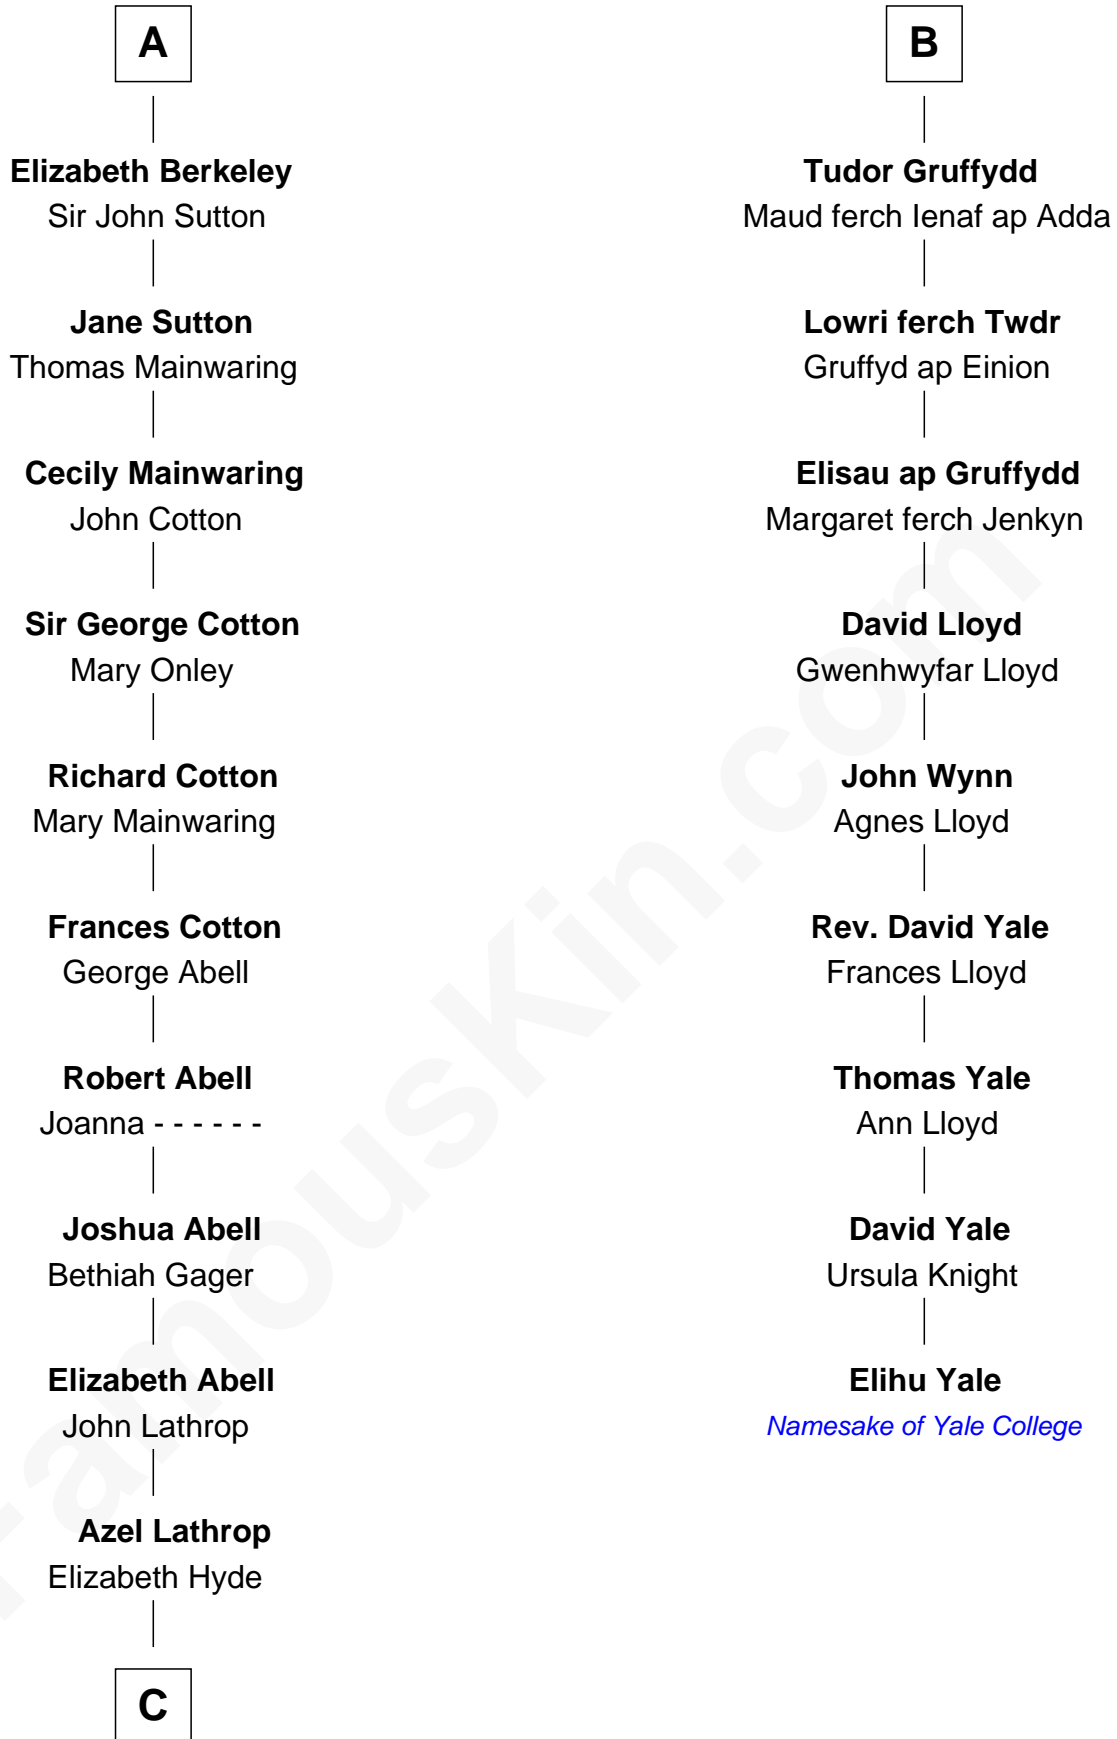 A
Elizabeth Berkeley
Sir John Sutton
Jane Sutton
Thomas Mainwaring
Cecily Mainwaring
John Cotton
Sir George Cotton
Mary Onley
Richard Cotton
Mary Mainwaring
Frances Cotton
George Abell
Robert Abell
Joanna - - - - - -
Joshua Abell
Bethiah Gager
Elizabeth Abell
John Lathrop
Azel Lathrop
Elizabeth Hyde
C
B
Tudor Gruffydd
Maud ferch Ienaf ap Adda
Lowri ferch Twdr
Gruffyd ap Einion
Elisau ap Gruffydd
Margaret ferch Jenkyn
David Lloyd
Gwenhwyfar Lloyd
John Wynn
Agnes Lloyd
Rev. David Yale
Frances Lloyd
Thomas Yale
Ann Lloyd
David Yale
Ursula Knight
Elihu Yale
Namesake of Yale College
FamousKin.com